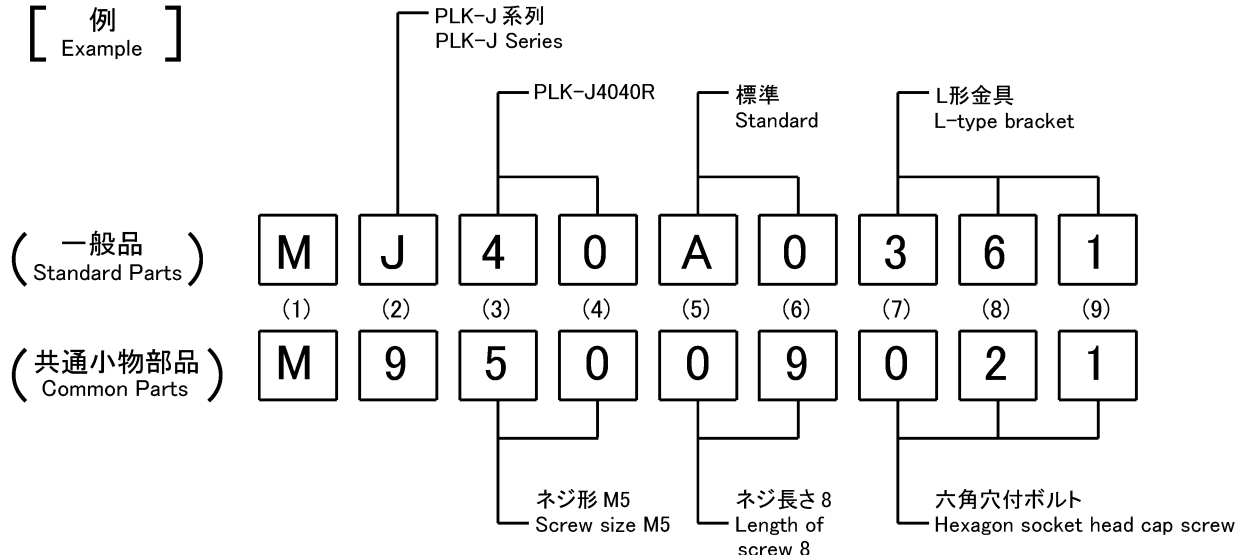 例
Example
PLK-J 系列
PLK-J Series
PLK-J4040R
標準
Standard
L形金具
L-type bracket
一般品
Standard Parts
M J 4 0 A 0 3 6 1
(1) (2) (3) (4) (5) (6) (7) (8) (9)
共通小物部品
Common Parts
M 9 5 0 0 9 0 2 1
ネジ形 M5
Screw size M5
ネジ長さ 8
Length of
screw 8
六角穴付ボルト
Hexagon socket head cap screw